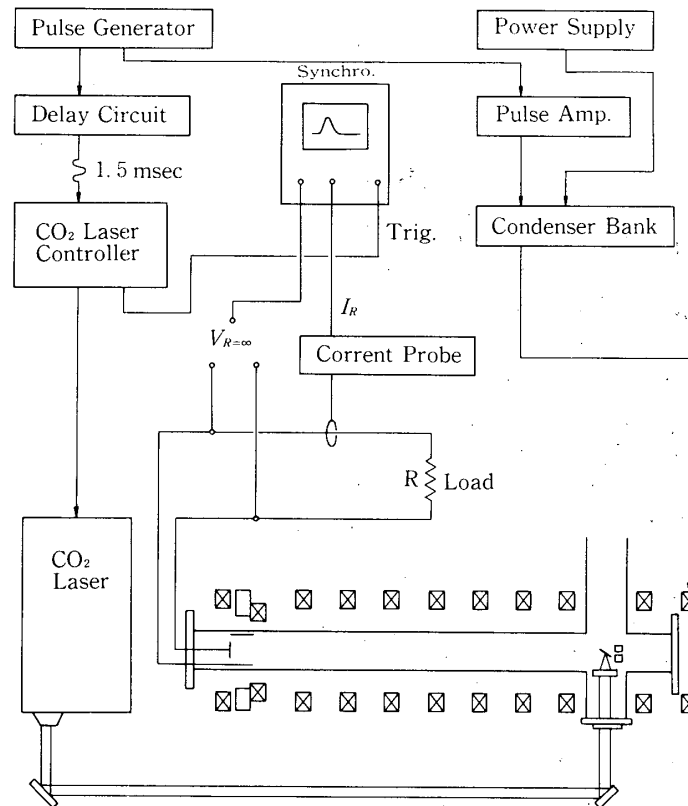 Pulse Generator
Power Supply
Synchro.
Delay Circuit
Pulse Amp.
1.5 msec
CO₂ Laser
Controller
Trig.
Condenser Bank
I_R
V_R=∞
Corrent Probe
R
Load
CO₂
Laser